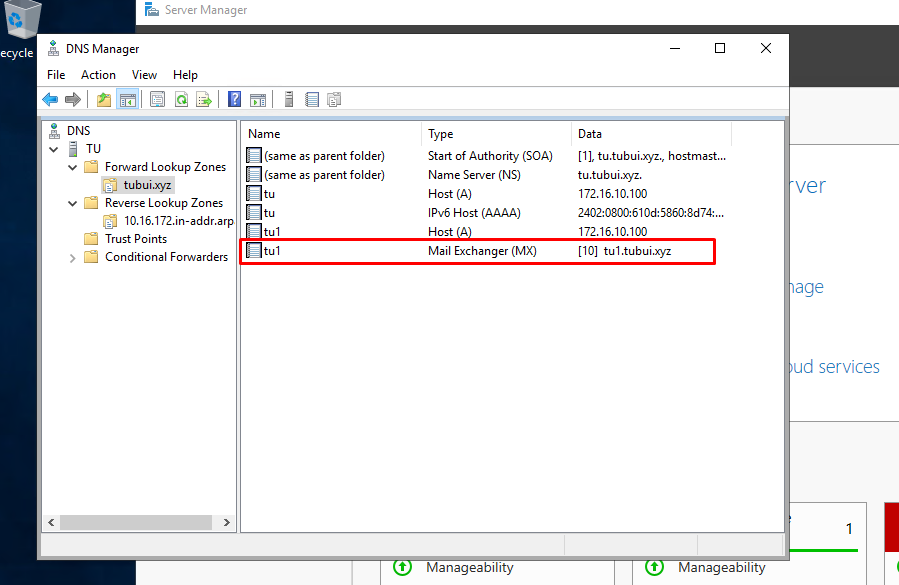 Server Manager
ecycle
DNS Manager
File Action View Help
DNS
TU
Forward Lookup Zones
tubui.xyz
Reverse Lookup Zones
10.16.172.in-addr.arp
Trust Points
Conditional Forwarders
Name Type Data
(same as parent folder) Start of Authority (SOA) [1], tu.tubui.xyz., hostmast...
(same as parent folder) Name Server (NS) tu.tubui.xyz.
tu Host (A) 172.16.10.100
tu IPv6 Host (AAAA) 2402:0800:610d:5860:8d74:...
tu1 Host (A) 172.16.10.100
tu1 Mail Exchanger (MX) [10] tu1.tubui.xyz
rver
nage
oud services
1
Manageability
Manageability